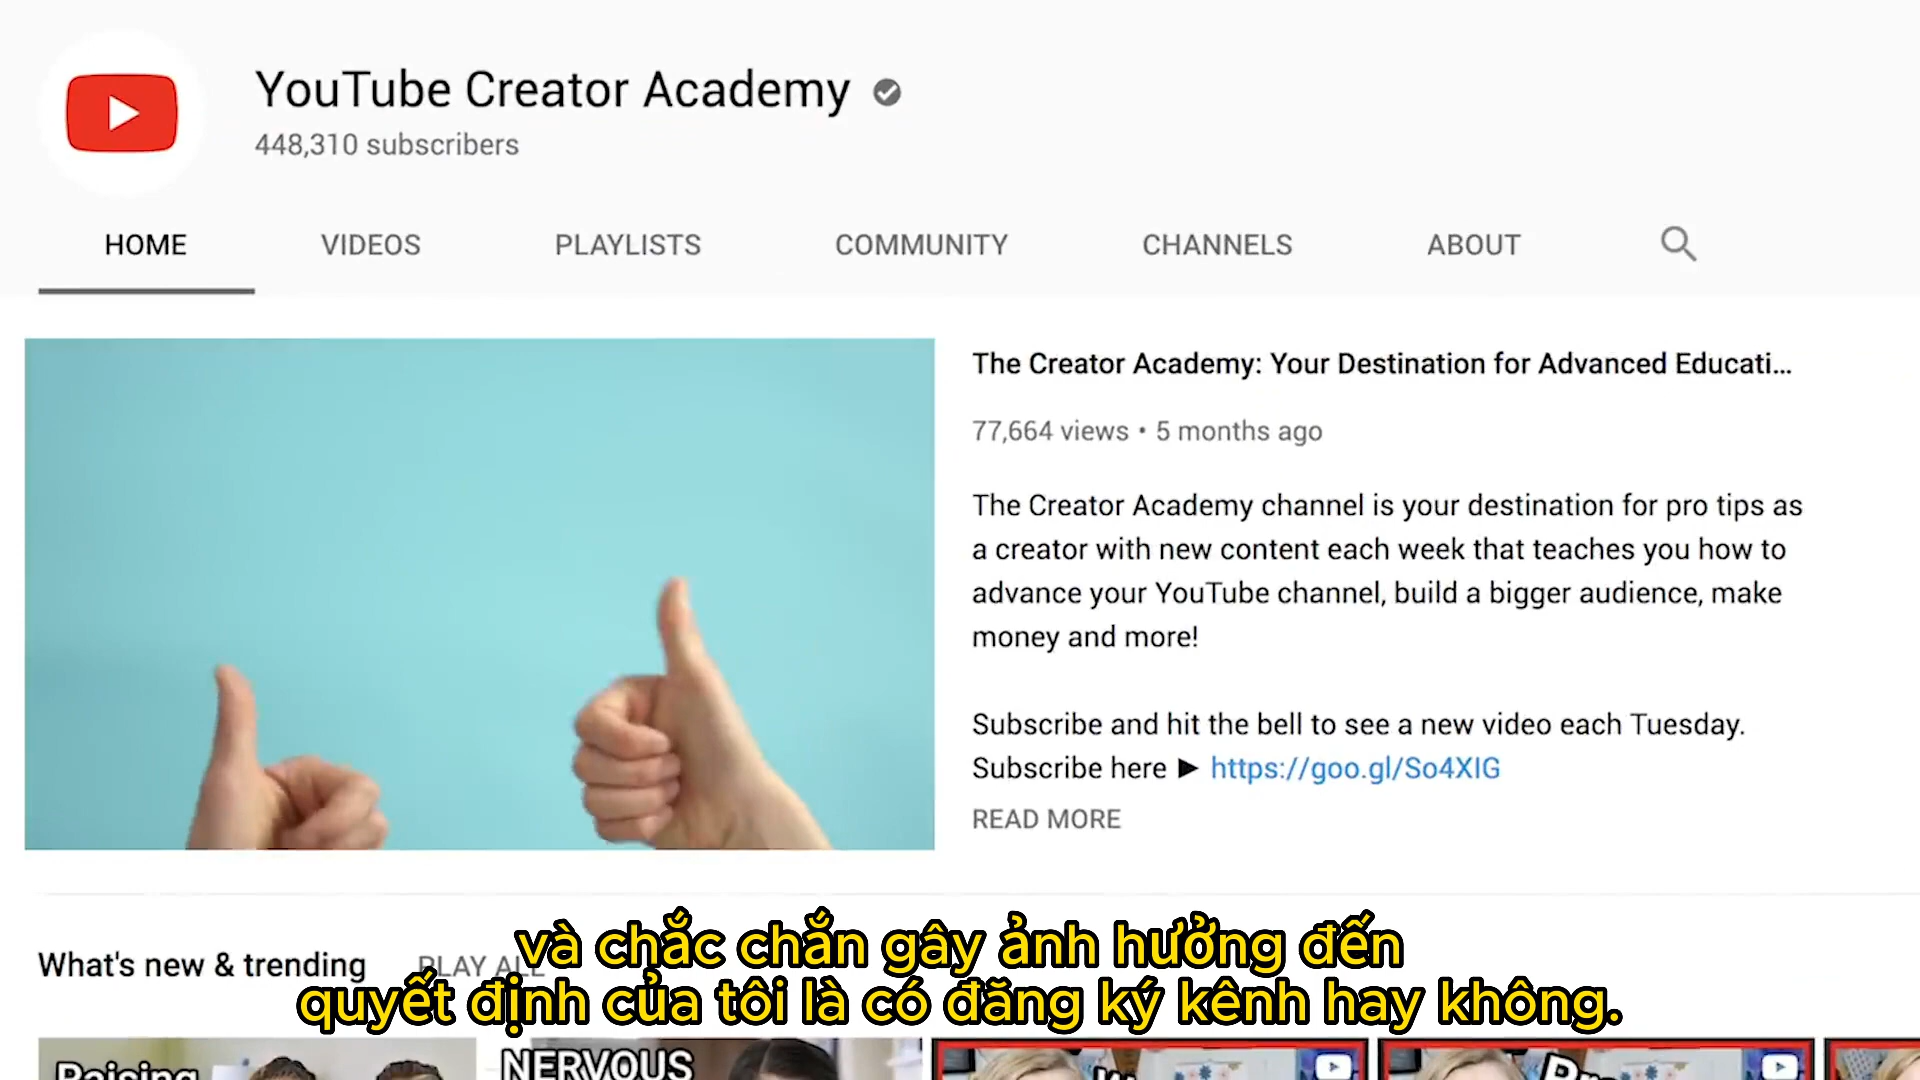 YouTube Creator Academy
448,310 subscribers
HOME VIDEOS PLAYLISTS COMMUNITY CHANNELS ABOUT
The Creator Academy: Your Destination for Advanced Educati...
77,664 views • 5 months ago
The Creator Academy channel is your destination for pro tips as
a creator with new content each week that teaches you how to
advance your YouTube channel, build a bigger audience, make
money and more!
Subscribe and hit the bell to see a new video each Tuesday.
Subscribe here ► https://goo.gl/So4XIG
READ MORE
What's new & trending PLAY ALL
và chắc chắn gây ảnh hưởng đến
quyết định của tôi là có đăng ký kênh hay không.
Raising NERVOUS